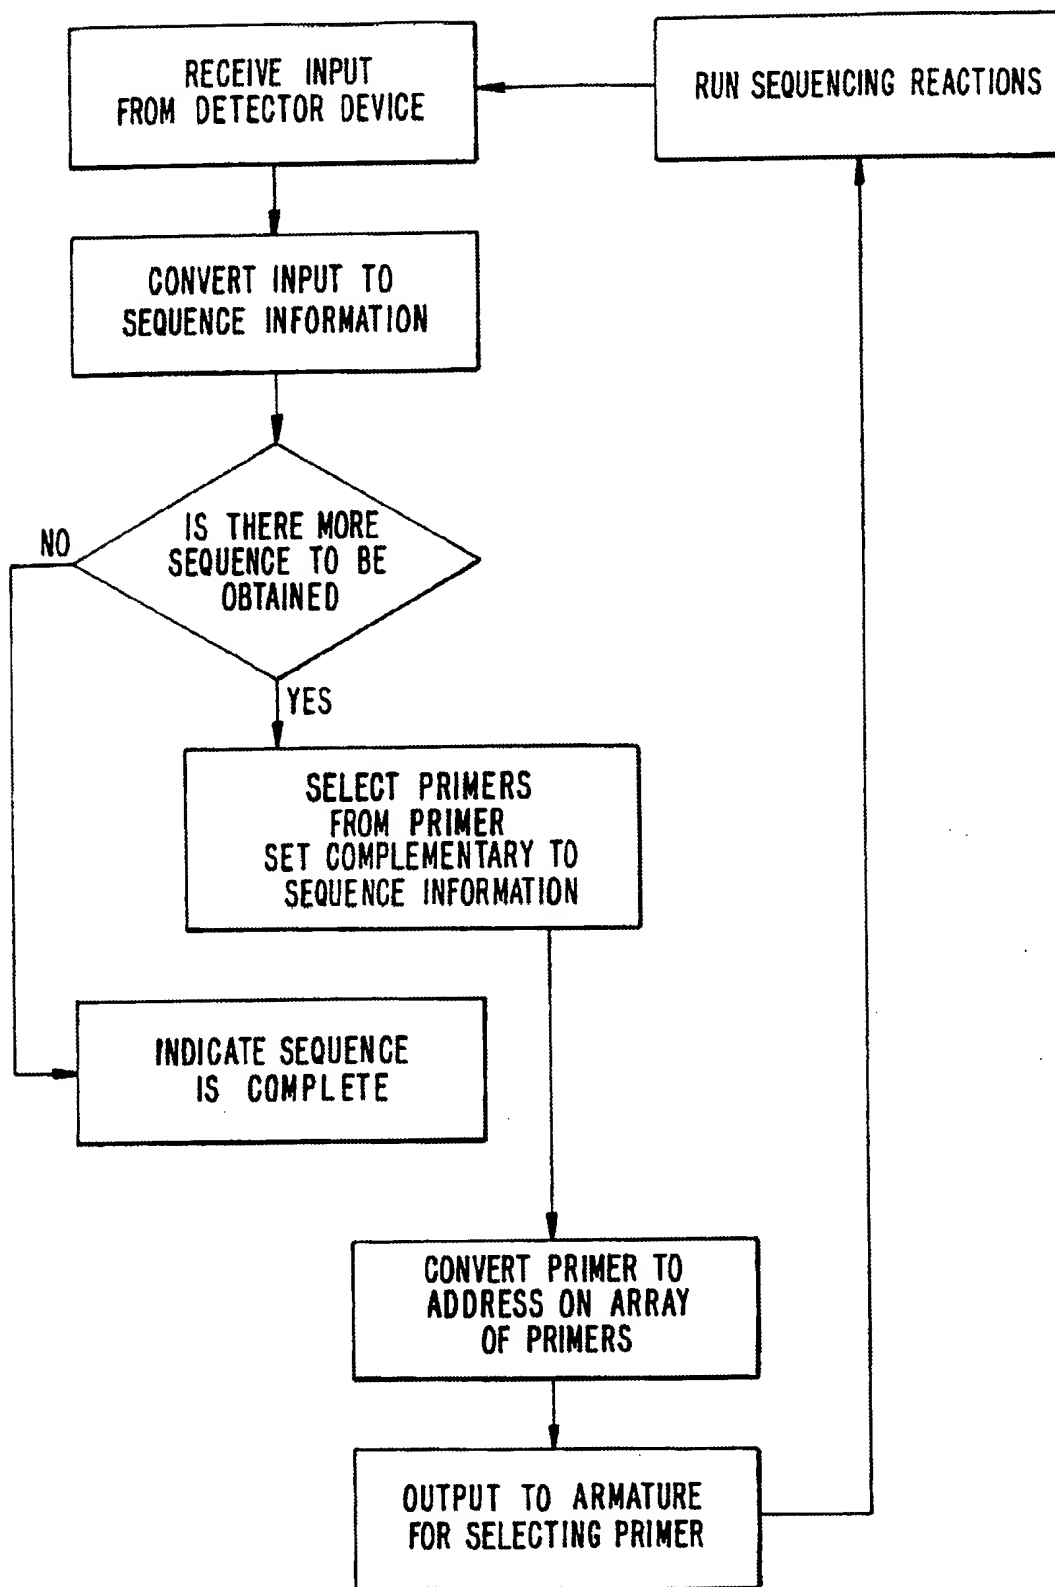 RECEIVE INPUT
FROM DETECTOR DEVICE
RUN SEQUENCING REACTIONS
CONVERT INPUT TO
SEQUENCE INFORMATION
IS THERE MORE
SEQUENCE TO BE
OBTAINED
NO
YES
SELECT PRIMERS
FROM PRIMER
SET COMPLEMENTARY TO
SEQUENCE INFORMATION
INDICATE SEQUENCE
IS COMPLETE
CONVERT PRIMER TO
ADDRESS ON ARRAY
OF PRIMERS
OUTPUT TO ARMATURE
FOR SELECTING PRIMER